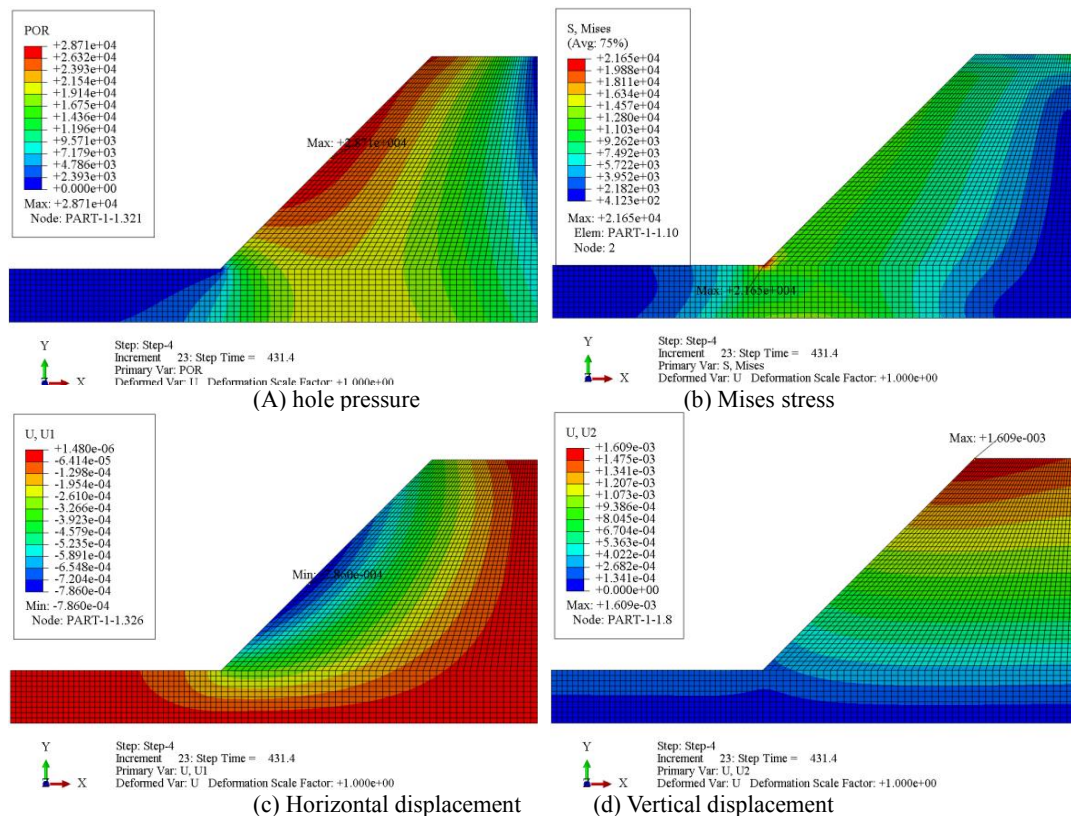 POR
+2.871e+04
+2.632e+04
+2.393e+04
+2.154e+04
+1.914e+04
+1.675e+04
+1.436e+04
+1.196e+04
+9.571e+03
+7.179e+03
+4.786e+03
+2.393e+03
+0.000e+00
Max: +2.871e+04
Node: PART-1-1.321
Max: +2.871e+004
Y
X
Step: Step-4
Increment 23: Step Time = 431.4
Primary Var: POR
Deformed Var: U Deformation Scale Factor: +1.000e+00
(A) hole pressure
S, Mises
(Avg: 75%)
+2.165e+04
+1.988e+04
+1.811e+04
+1.634e+04
+1.457e+04
+1.280e+04
+1.103e+04
+9.262e+03
+7.492e+03
+5.722e+03
+3.952e+03
+2.182e+03
+4.123e+02
Max: +2.165e+04
Elem: PART-1-1.10
Node: 2
Max: +2.165e+004
Y
X
Step: Step-4
Increment 23: Step Time = 431.4
Primary Var: S, Mises
Deformed Var: U Deformation Scale Factor: +1.000e+00
(b) Mises stress
U, U1
+1.480e-06
-6.414e-05
-1.298e-04
-1.954e-04
-3.266e-04
-3.923e-04
-4.579e-04
-5.235e-04
-5.891e-04
-6.548e-04
-7.204e-04
-7.860e-04
Min: -7.860e-04
Node: PART-1-1.326
Min:
Y
X
Step: Step-4
Increment 23: Step Time = 431.4
Primary Var: U, U1
Deformed Var: U Deformation Scale Factor: +1.000e+00
(c) Horizontal displacement
U, U2
+1.609e-03
+1.475e-03
+1.341e-03
+1.207e-03
+1.073e-03
+9.386e-04
+8.045e-04
+6.704e-04
+5.363e-04
+4.022e-04
+2.682e-04
+1.341e-04
+0.000e+00
Max: +1.609e-03
Node: PART-1-1.8
Max: +1.609e-003
Y
X
Step: Step-4
Increment 23: Step Time = 431.4
Primary Var: U, U2
Deformed Var: U Deformation Scale Factor: +1.000e+00
(d) Vertical displacement